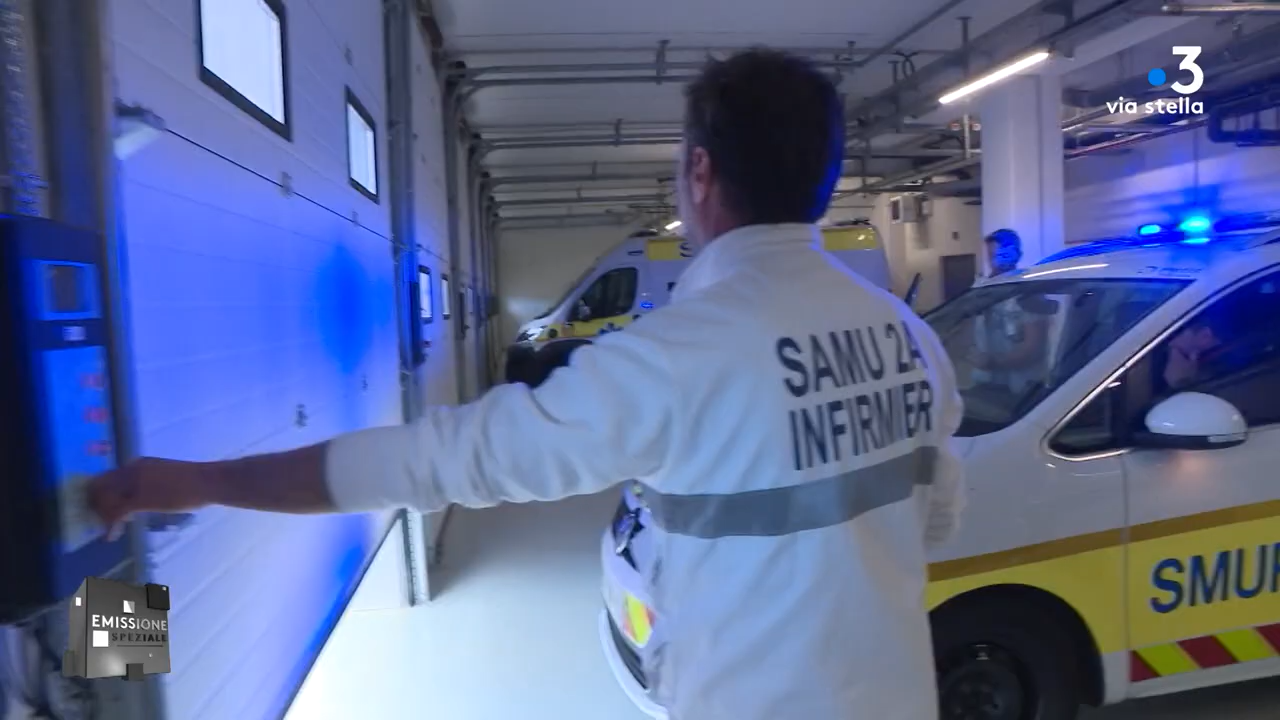 3
via stella
SAMU 2A
INFIRMIER
SMUR
EMISSIONE
SPEZIALE